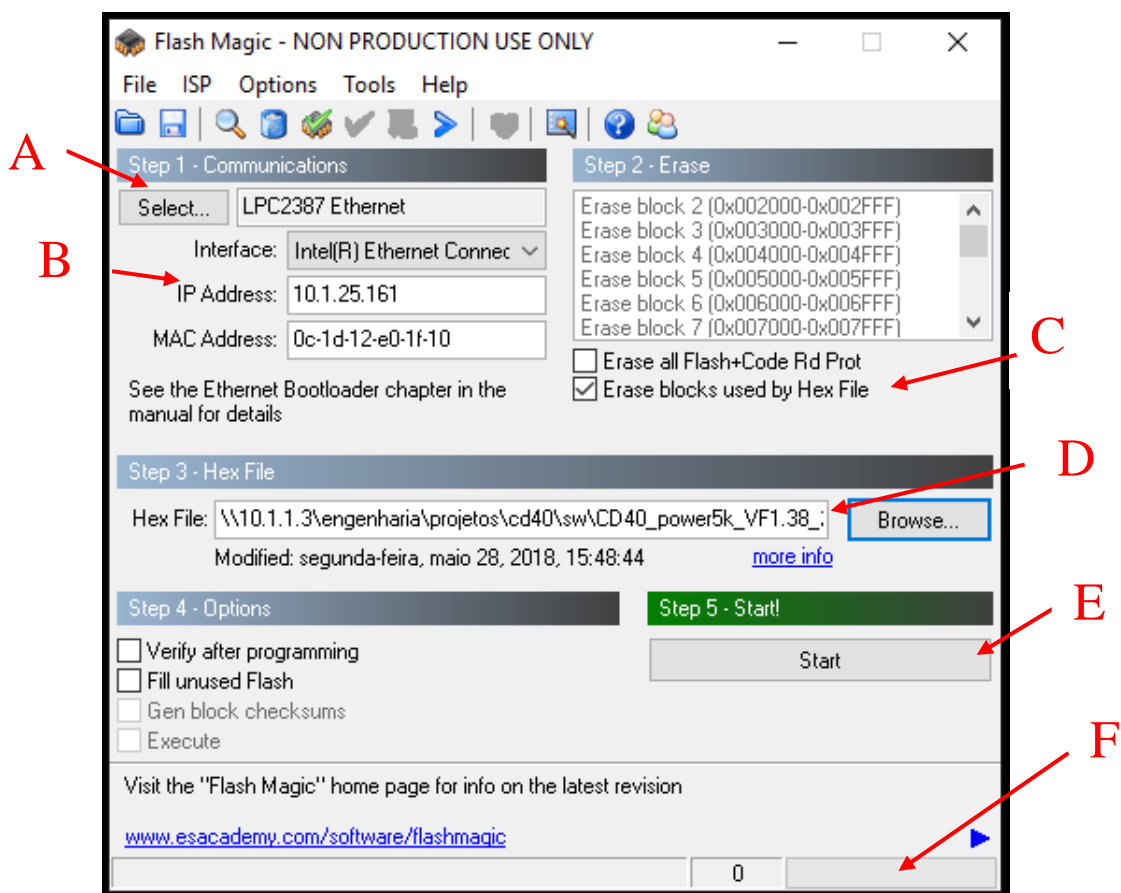 Flash Magic - NON PRODUCTION USE ONLY
File ISP Options Tools Help
A
Step 1 - Communications
Step 2 - Erase
Select... LPC2387 Ethernet
Erase block 2 (0x002000-0x002FFF)
Erase block 3 (0x003000-0x003FFF)
Erase block 4 (0x004000-0x004FFF)
Erase block 5 (0x005000-0x005FFF)
Erase block 6 (0x006000-0x006FFF)
Erase block 7 (0x007000-0x007FFF)
Interface: Intel(R) Ethernet Connec
B
IP Address: 10.1.25.161
MAC Address: 0c-1d-12-e0-1f-10
C
Erase all Flash+Code Rd Prot
Erase blocks used by Hex File
See the Ethernet Bootloader chapter in the
manual for details
Step 3 - Hex File
D
Hex File: \\10.1.1.3\engenharia\projetos\cd40\sw\CD40_power5k_VF1.38_ Browse...
Modified: segunda-feira, maio 28, 2018, 15:48:44 more info
Step 4 - Options
Step 5 - Start!
E
Verify after programming
Start
Fill unused Flash
Gen block checksums
Execute
F
Visit the "Flash Magic" home page for info on the latest revision
www.esacademy.com/software/flashmagic
0